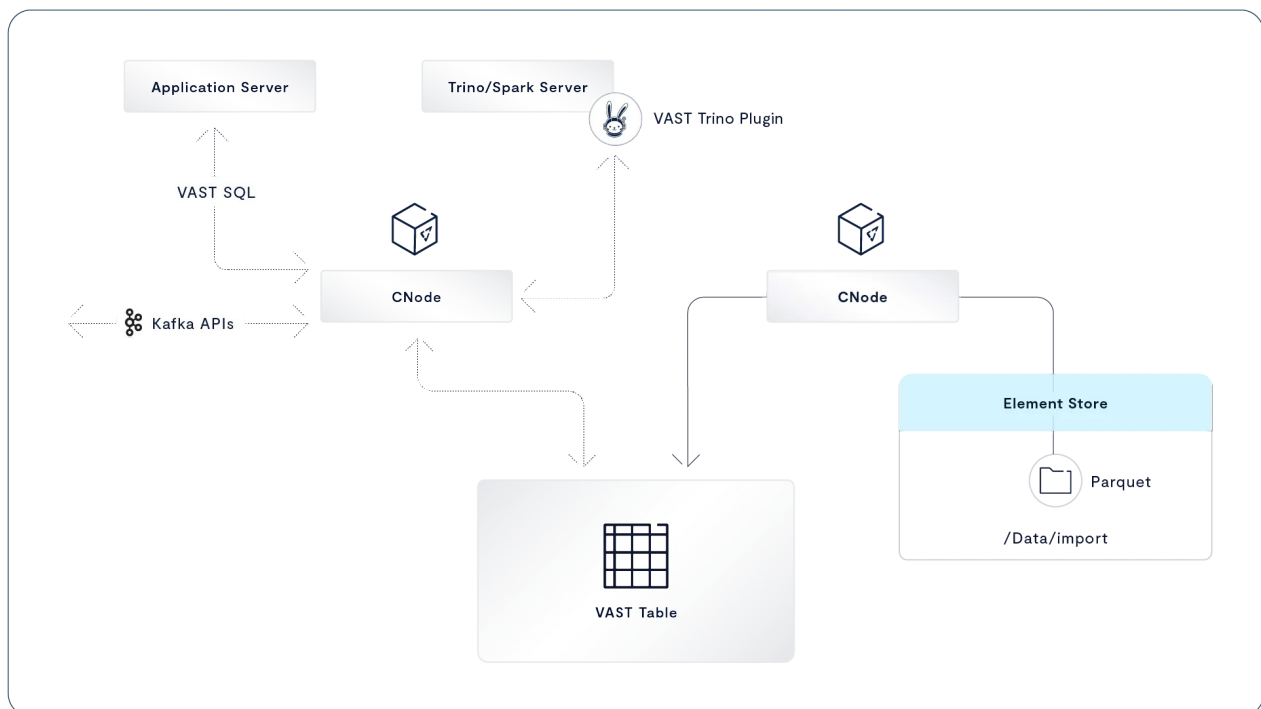 Application Server
Trino/Spark Server
VAST Trino Plugin
VAST SQL
CNode
CNode
Kafka APIs
Element Store
Parquet
/Data/import
VAST Table